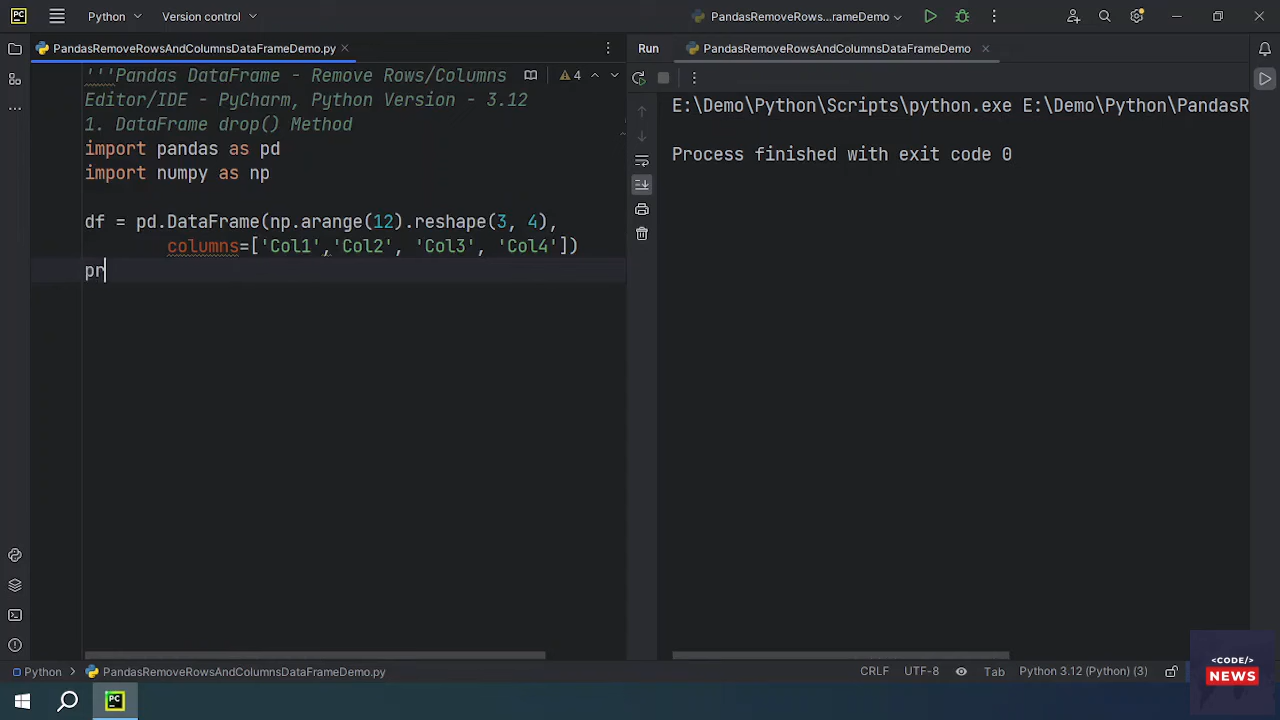 PC Python Version control PandasRemoveRows...rameDemo
PandasRemoveRowsAndColumnsDataFrameDemo.py
'''Pandas DataFrame - Remove Rows/Columns 4
Editor/IDE - PyCharm, Python Version - 3.12
1. DataFrame drop() Method
import pandas as pd
import numpy as np
df = pd.DataFrame(np.arange(12).reshape(3, 4),
columns=['Col1','Col2', 'Col3', 'Col4'])
pr
Run PandasRemoveRowsAndColumnsDataFrameDemo
E:\Demo\Python\Scripts\python.exe E:\Demo\Python\PandasR
Process finished with exit code 0
Python PandasRemoveRowsAndColumnsDataFrameDemo.py CRLF UTF-8 Tab Python 3.12 (Python) (3)
<CODE/>
NEWS
PC